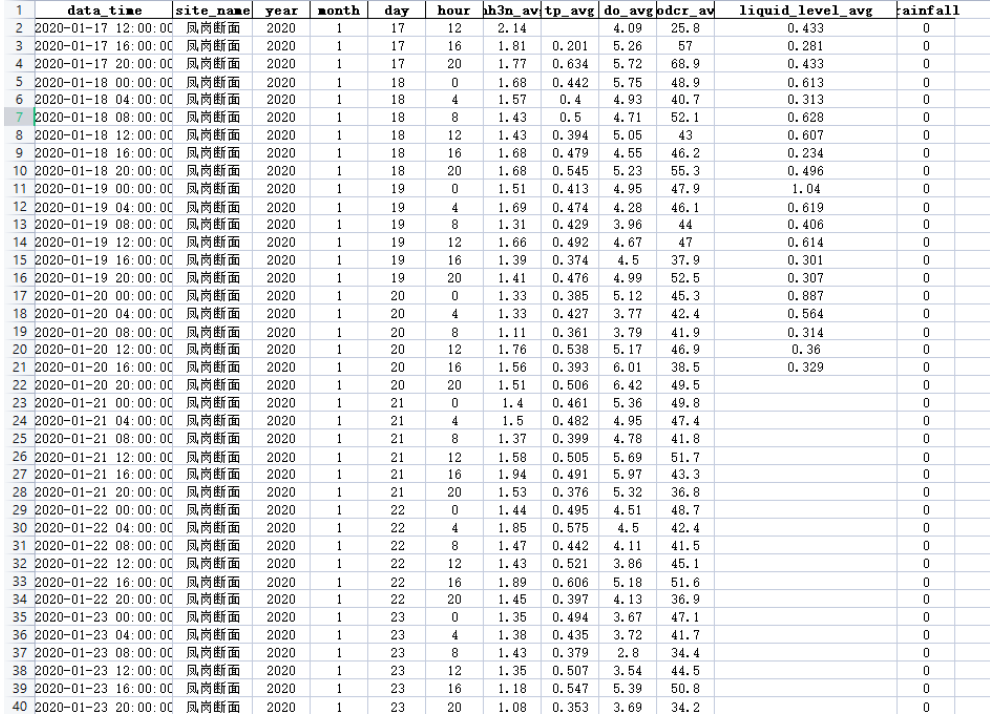 1 data_time site_name year month day hour nh3n_av tp_avg do_avg odcr_av liquid_level_avg rainfall
2 2020-01-17 12:00:00 凤岗断面 2020 1 17 12 2.14 4.09 25.8 0.433 0
3 2020-01-17 16:00:00 凤岗断面 2020 1 17 16 1.81 0.201 5.26 57 0.281 0
4 2020-01-17 20:00:00 凤岗断面 2020 1 17 20 1.77 0.634 5.72 68.9 0.433 0
5 2020-01-18 00:00:00 凤岗断面 2020 1 18 0 1.68 0.442 5.75 48.9 0.613 0
6 2020-01-18 04:00:00 凤岗断面 2020 1 18 4 1.57 0.4 4.93 40.7 0.313 0
7 2020-01-18 08:00:00 凤岗断面 2020 1 18 8 1.43 0.5 4.71 52.1 0.628 0
8 2020-01-18 12:00:00 凤岗断面 2020 1 18 12 1.43 0.394 5.05 43 0.607 0
9 2020-01-18 16:00:00 凤岗断面 2020 1 18 16 1.68 0.479 4.55 46.2 0.234 0
10 2020-01-18 20:00:00 凤岗断面 2020 1 18 20 1.68 0.545 5.23 55.3 0.496 0
11 2020-01-19 00:00:00 凤岗断面 2020 1 19 0 1.51 0.413 4.95 47.9 1.04 0
12 2020-01-19 04:00:00 凤岗断面 2020 1 19 4 1.69 0.474 4.28 46.1 0.619 0
13 2020-01-19 08:00:00 凤岗断面 2020 1 19 8 1.31 0.429 3.96 44 0.406 0
14 2020-01-19 12:00:00 凤岗断面 2020 1 19 12 1.66 0.492 4.67 47 0.614 0
15 2020-01-19 16:00:00 凤岗断面 2020 1 19 16 1.39 0.374 4.5 37.9 0.301 0
16 2020-01-19 20:00:00 凤岗断面 2020 1 19 20 1.41 0.476 4.99 52.5 0.307 0
17 2020-01-20 00:00:00 凤岗断面 2020 1 20 0 1.33 0.385 5.12 45.3 0.887 0
18 2020-01-20 04:00:00 凤岗断面 2020 1 20 4 1.33 0.427 3.77 42.4 0.564 0
19 2020-01-20 08:00:00 凤岗断面 2020 1 20 8 1.11 0.361 3.79 41.9 0.314 0
20 2020-01-20 12:00:00 凤岗断面 2020 1 20 12 1.76 0.538 5.17 46.9 0.36 0
21 2020-01-20 16:00:00 凤岗断面 2020 1 20 16 1.56 0.393 6.01 38.5 0.329 0
22 2020-01-20 20:00:00 凤岗断面 2020 1 20 20 1.51 0.506 6.42 49.5 0
23 2020-01-21 00:00:00 凤岗断面 2020 1 21 0 1.4 0.461 5.36 49.8 0
24 2020-01-21 04:00:00 凤岗断面 2020 1 21 4 1.5 0.482 4.95 47.4 0
25 2020-01-21 08:00:00 凤岗断面 2020 1 21 8 1.37 0.399 4.78 41.8 0
26 2020-01-21 12:00:00 凤岗断面 2020 1 21 12 1.58 0.505 5.69 51.7 0
27 2020-01-21 16:00:00 凤岗断面 2020 1 21 16 1.94 0.491 5.97 43.3 0
28 2020-01-21 20:00:00 凤岗断面 2020 1 21 20 1.53 0.376 5.32 36.8 0
29 2020-01-22 00:00:00 凤岗断面 2020 1 22 0 1.44 0.495 4.51 48.7 0
30 2020-01-22 04:00:00 凤岗断面 2020 1 22 4 1.85 0.575 4.5 42.4 0
31 2020-01-22 08:00:00 凤岗断面 2020 1 22 8 1.47 0.442 4.11 41.5 0
32 2020-01-22 12:00:00 凤岗断面 2020 1 22 12 1.43 0.521 3.86 45.1 0
33 2020-01-22 16:00:00 凤岗断面 2020 1 22 16 1.89 0.606 5.18 51.6 0
34 2020-01-22 20:00:00 凤岗断面 2020 1 22 20 1.45 0.397 4.13 36.9 0
35 2020-01-23 00:00:00 凤岗断面 2020 1 23 0 1.35 0.494 3.67 47.1 0
36 2020-01-23 04:00:00 凤岗断面 2020 1 23 4 1.38 0.435 3.72 41.7 0
37 2020-01-23 08:00:00 凤岗断面 2020 1 23 8 1.43 0.379 2.8 34.4 0
38 2020-01-23 12:00:00 凤岗断面 2020 1 23 12 1.35 0.507 3.54 44.5 0
39 2020-01-23 16:00:00 凤岗断面 2020 1 23 16 1.18 0.547 5.39 50.8 0
40 2020-01-23 20:00:00 凤岗断面 2020 1 23 20 1.08 0.353 3.69 34.2 0